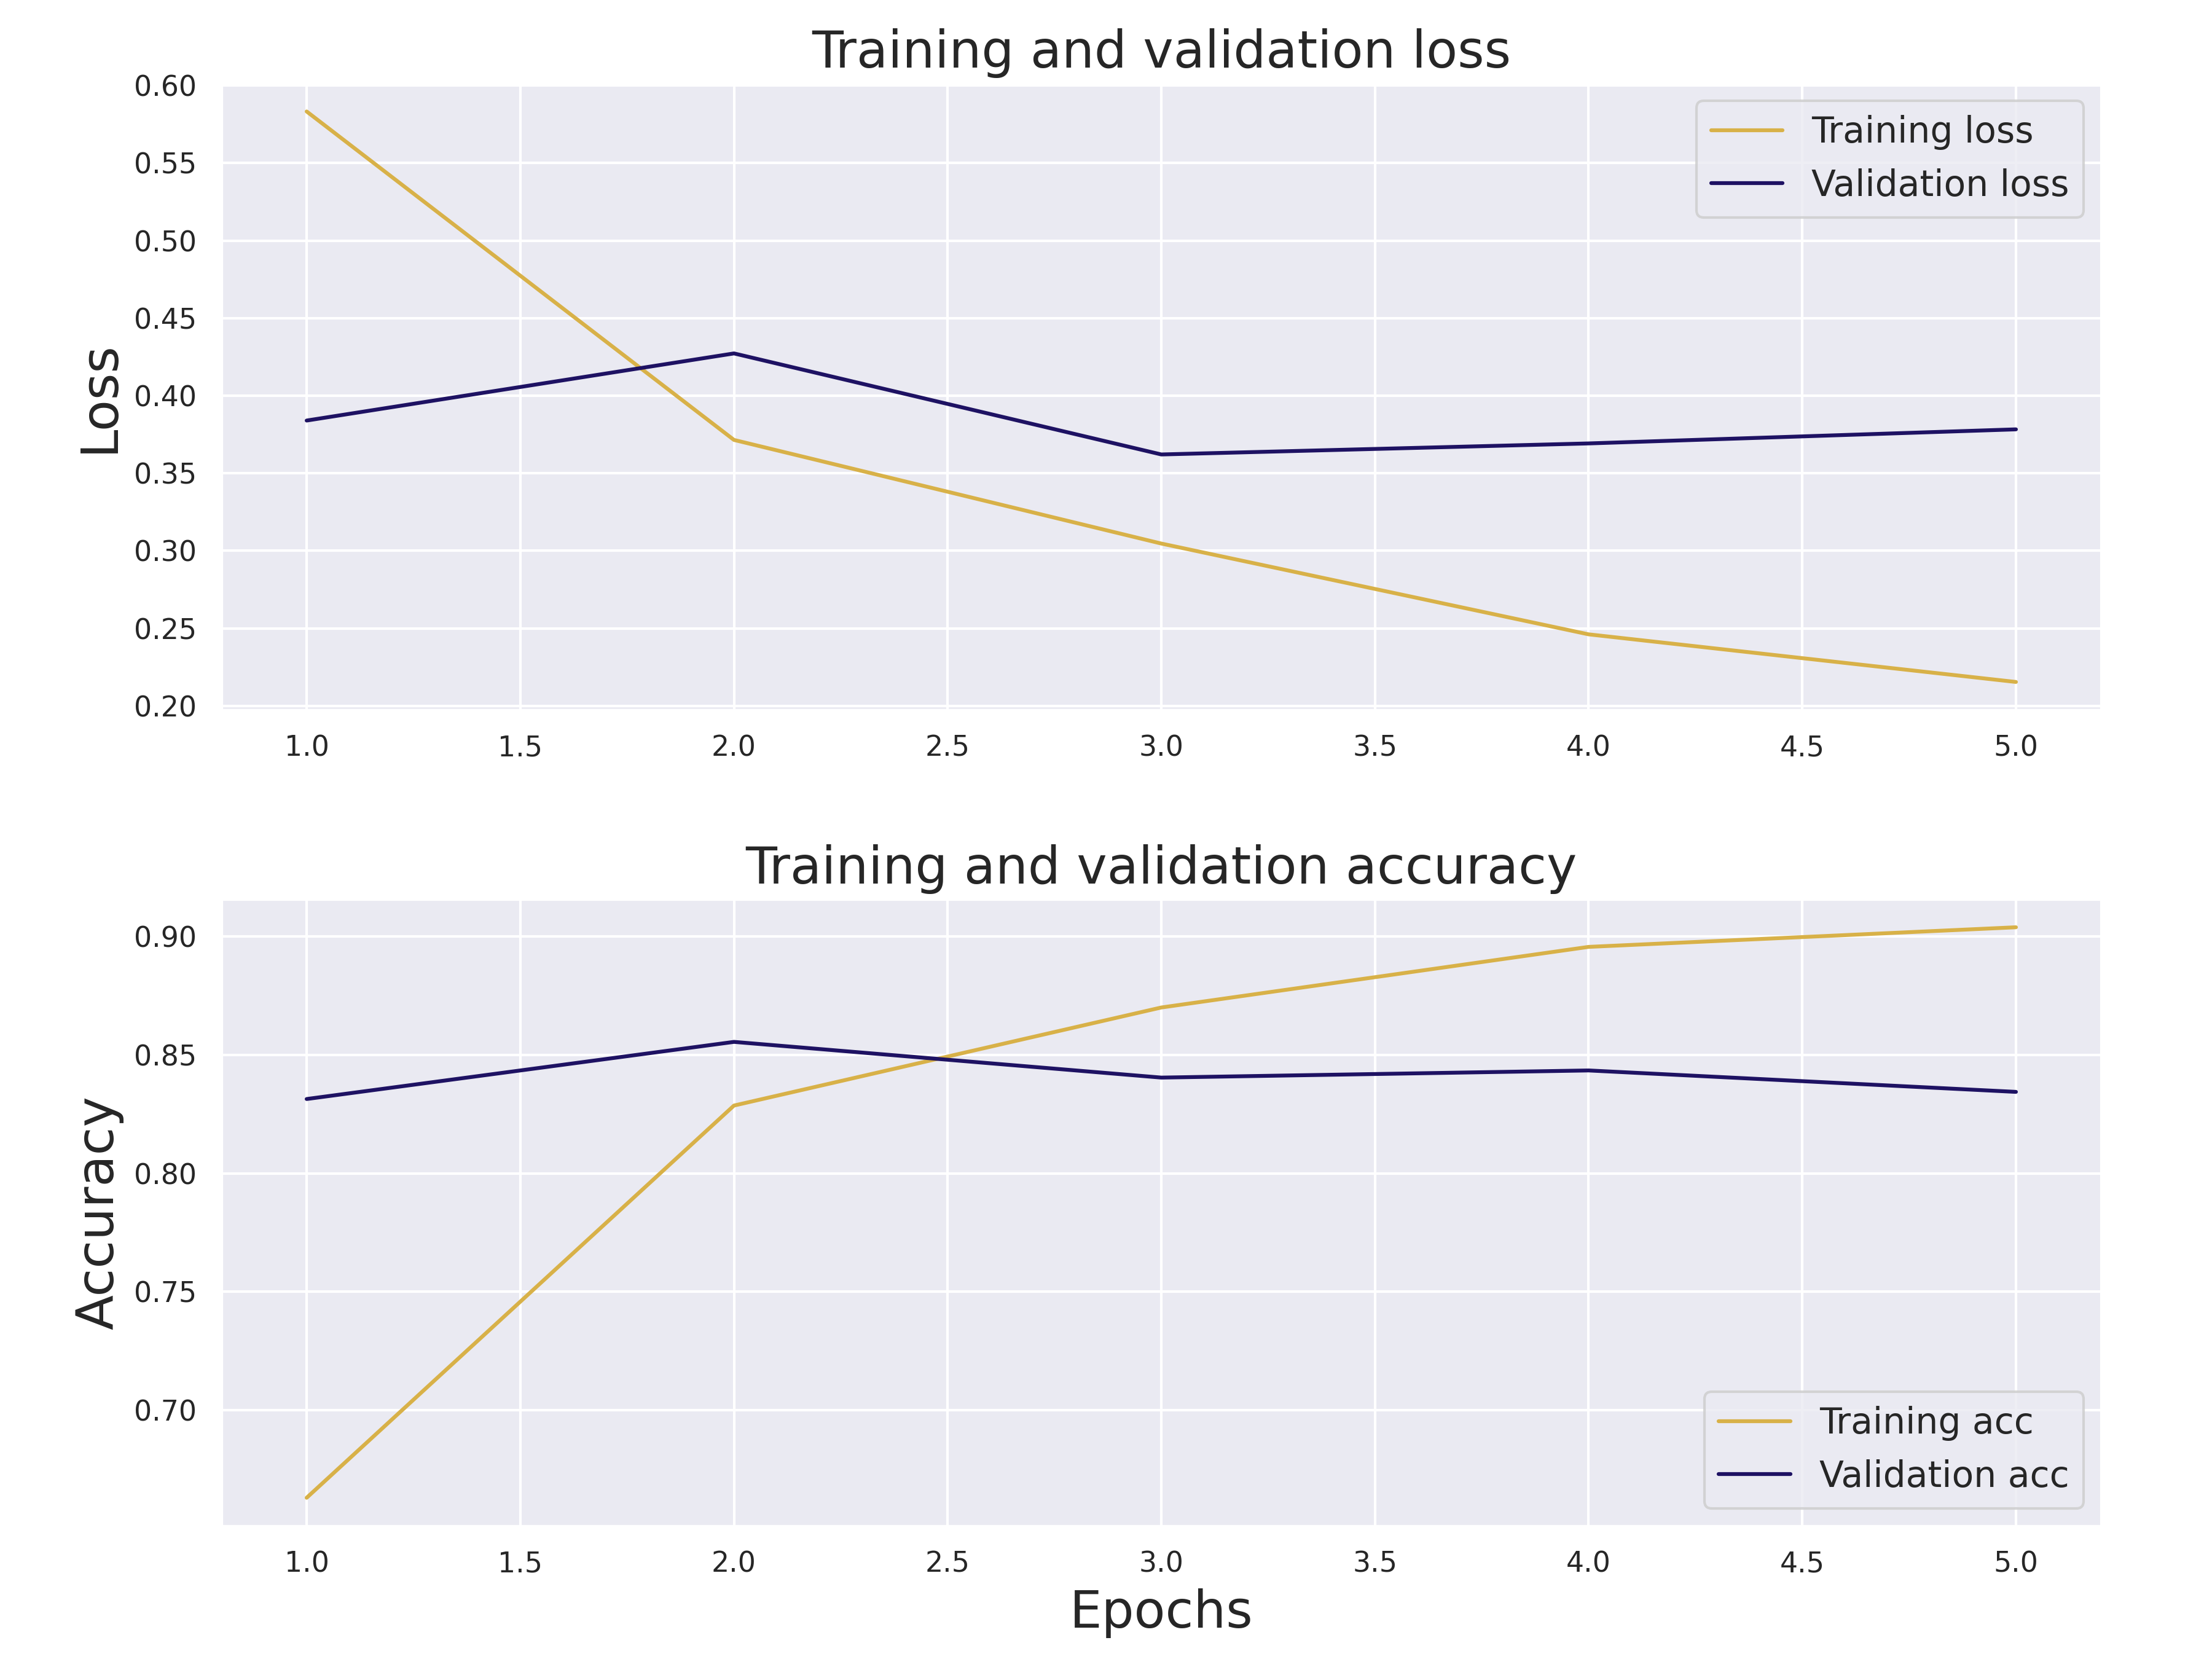 Training and validation loss
Loss
0.60
0.55
0.50
0.45
0.40
0.35
0.30
0.25
0.20
Training loss
Validation loss
1.0 1.5 2.0 2.5 3.0 3.5 4.0 4.5 5.0
Training and validation accuracy
Accuracy
0.90
0.85
0.80
0.75
0.70
Training acc
Validation acc
1.0 1.5 2.0 2.5 3.0 3.5 4.0 4.5 5.0
Epochs